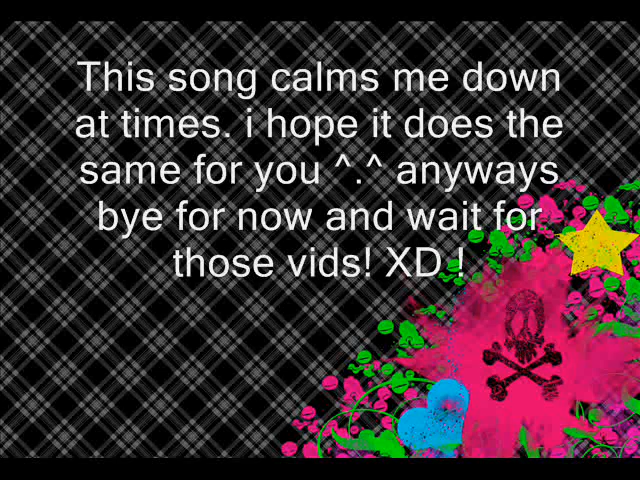 This song calms me down
at times. i hope it does the
same for you ^.^ anyways
bye for now and wait for
those vids! XD !